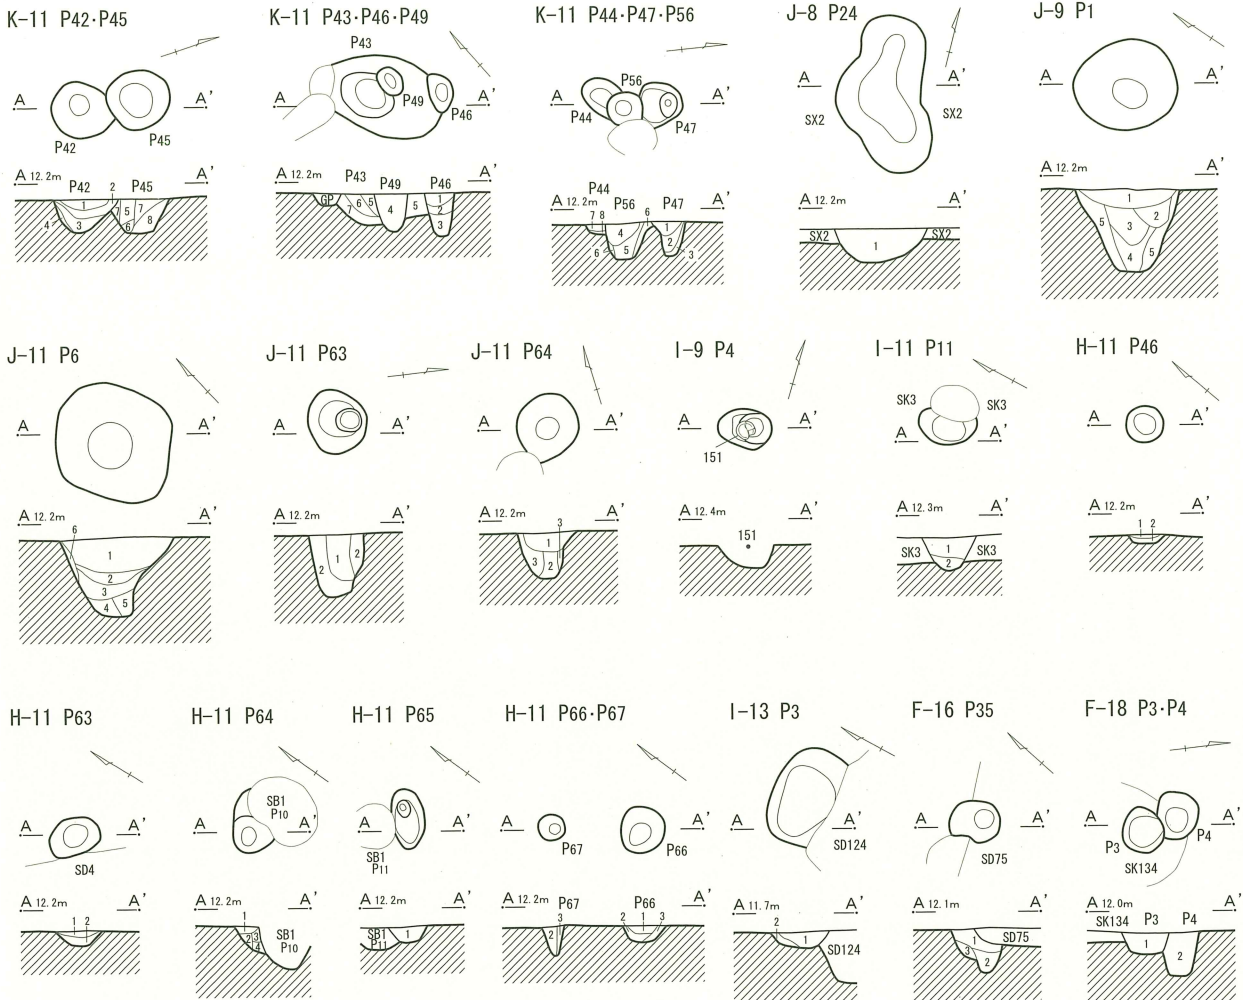 K-11 P42・P45
A A'
P42 P45
A 12.2m A'
P42 2 P45
1 7 5 7
4 3 6 8
K-11 P43・P46・P49
P43
A A'
P49
P46
A 12.2m A'
P43 P49 P46
GP 7 6 5 4 5 1
2
3
K-11 P44・P47・P56
P56
A A'
P44 P47
P44
A 12.2m A'
7 8 P56 6 P47
4 1
6 5 2 3
J-8 P24
A A'
SX2 SX2
A 12.2m A'
SX2 1 SX2
J-9 P1
A A'
A 12.2m A'
1
5 3 2
4 5
J-11 P6
A A'
A 12.2m A'
6
1
2
3
4 5
J-11 P63
A A'
A 12.2m A'
2 1 2
J-11 P64
A A'
A 12.2m A'
3
1
3 2
I-9 P4
A A'
151
A 12.4m A'
151
I-11 P11
SK3 SK3
A A'
A 12.3m A'
SK3 1 SK3
2
H-11 P46
A A'
A 12.2m A'
1 2
H-11 P63
A A'
SD4
A 12.2m A'
1 2
H-11 P64
SB1
P10
A A'
A 12.2m A'
1
2 3 SB1
4 P10
H-11 P65
A A'
SB1
P11
A 12.2m A'
SB1 1
P11
H-11 P66・P67
A A'
P67 P66
A 12.2m P67 P66 A'
3 2 1 3
2
I-13 P3
A A'
SD124
A 11.7m A'
2
1 SD124
F-16 P35
A A'
SD75
A 12.1m A'
1 SD75
3 2
F-18 P3・P4
A A'
P3 P4
SK134
A 12.0m A'
SK134 P3 P4
1 2